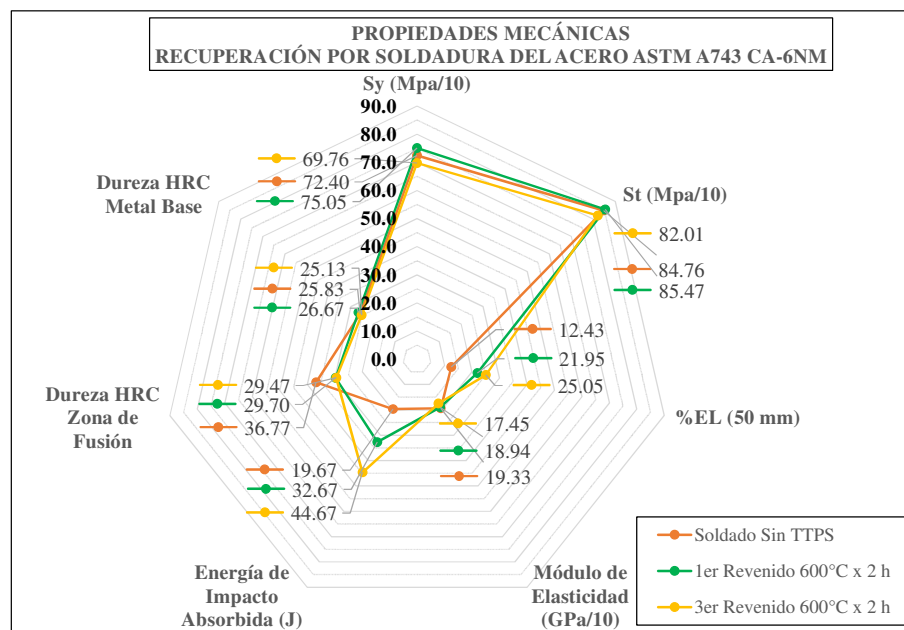 PROPIEDADES MECÁNICAS
RECUPERACIÓN POR SOLDADURA DEL ACERO ASTM A743 CA-6NM
Sy (Mpa/10)
90.0
80.0
70.0
60.0
50.0
40.0
30.0
20.0
10.0
0.0
69.76
72.40
75.05
St (Mpa/10)
82.01
84.76
85.47
12.43
21.95
25.05
%EL (50 mm)
17.45
18.94
19.33
Módulo de
Elasticidad
(GPa/10)
19.67
32.67
44.67
Energía de
Impacto
Absorbida (J)
29.47
29.70
36.77
Dureza HRC
Zona de
Fusión
25.13
25.83
26.67
Dureza HRC
Metal Base
Soldado Sin TTPS
1er Revenido 600°C x 2 h
3er Revenido 600°C x 2 h